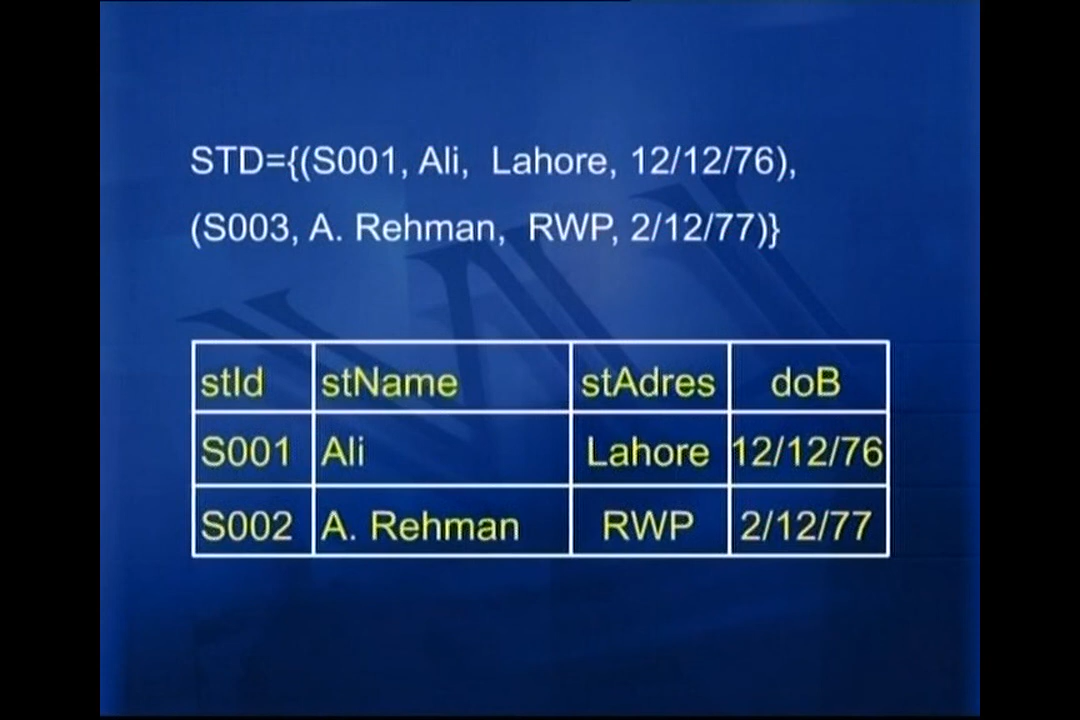 STD={(S001, Ali, Lahore, 12/12/76),
(S003, A. Rehman, RWP, 2/12/77)}
stId stName stAdres doB
S001 Ali Lahore 12/12/76
S002 A. Rehman RWP 2/12/77